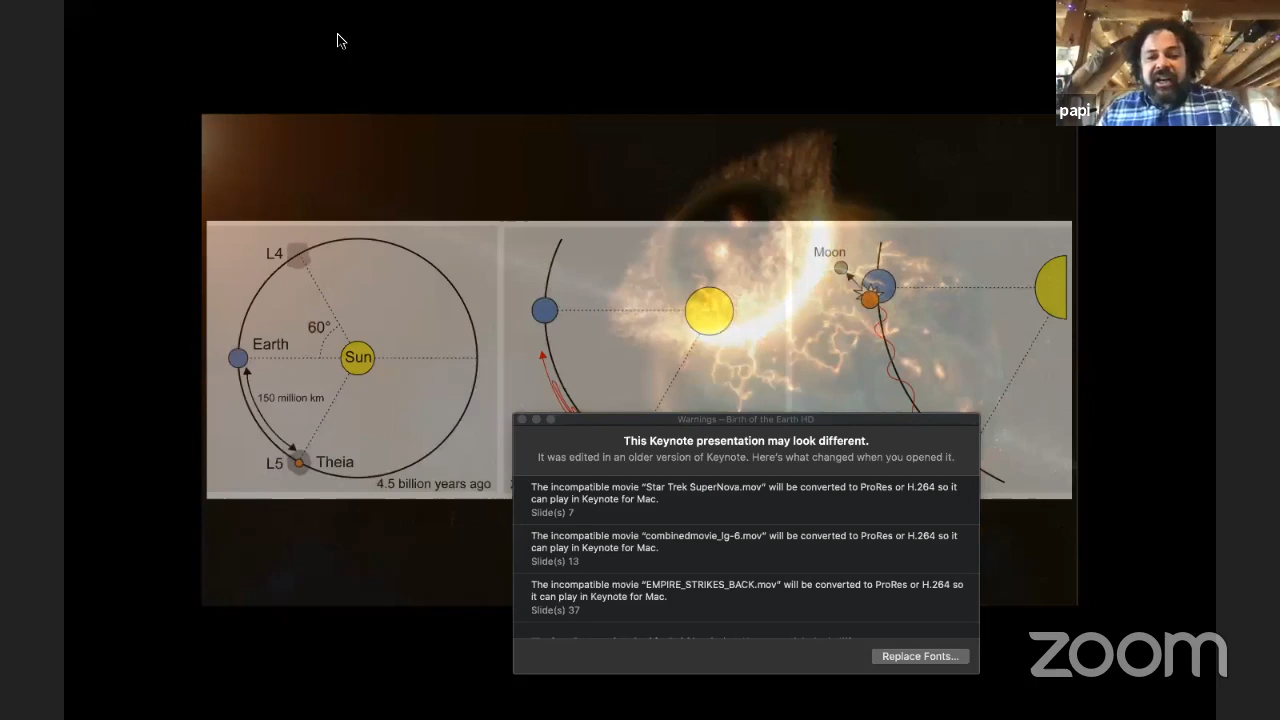 papi
L4
60°
Earth
Sun
150 million km
L5
Theia
4.5 billion years ago
Moon
Warnings – Birth of the Earth HD
This Keynote presentation may look different.
It was edited in an older version of Keynote. Here's what changed when you opened it.
The incompatible movie “Star Trek SuperNova.mov” will be converted to ProRes or H.264 so it
can play in Keynote for Mac.
Slide(s) 7
The incompatible movie “combinedmovie_lg-6.mov” will be converted to ProRes or H.264 so it
can play in Keynote for Mac.
Slide(s) 13
The incompatible movie “EMPIRE_STRIKES_BACK.mov” will be converted to ProRes or H.264 so
it can play in Keynote for Mac.
Slide(s) 37
Replace Fonts...
zoom